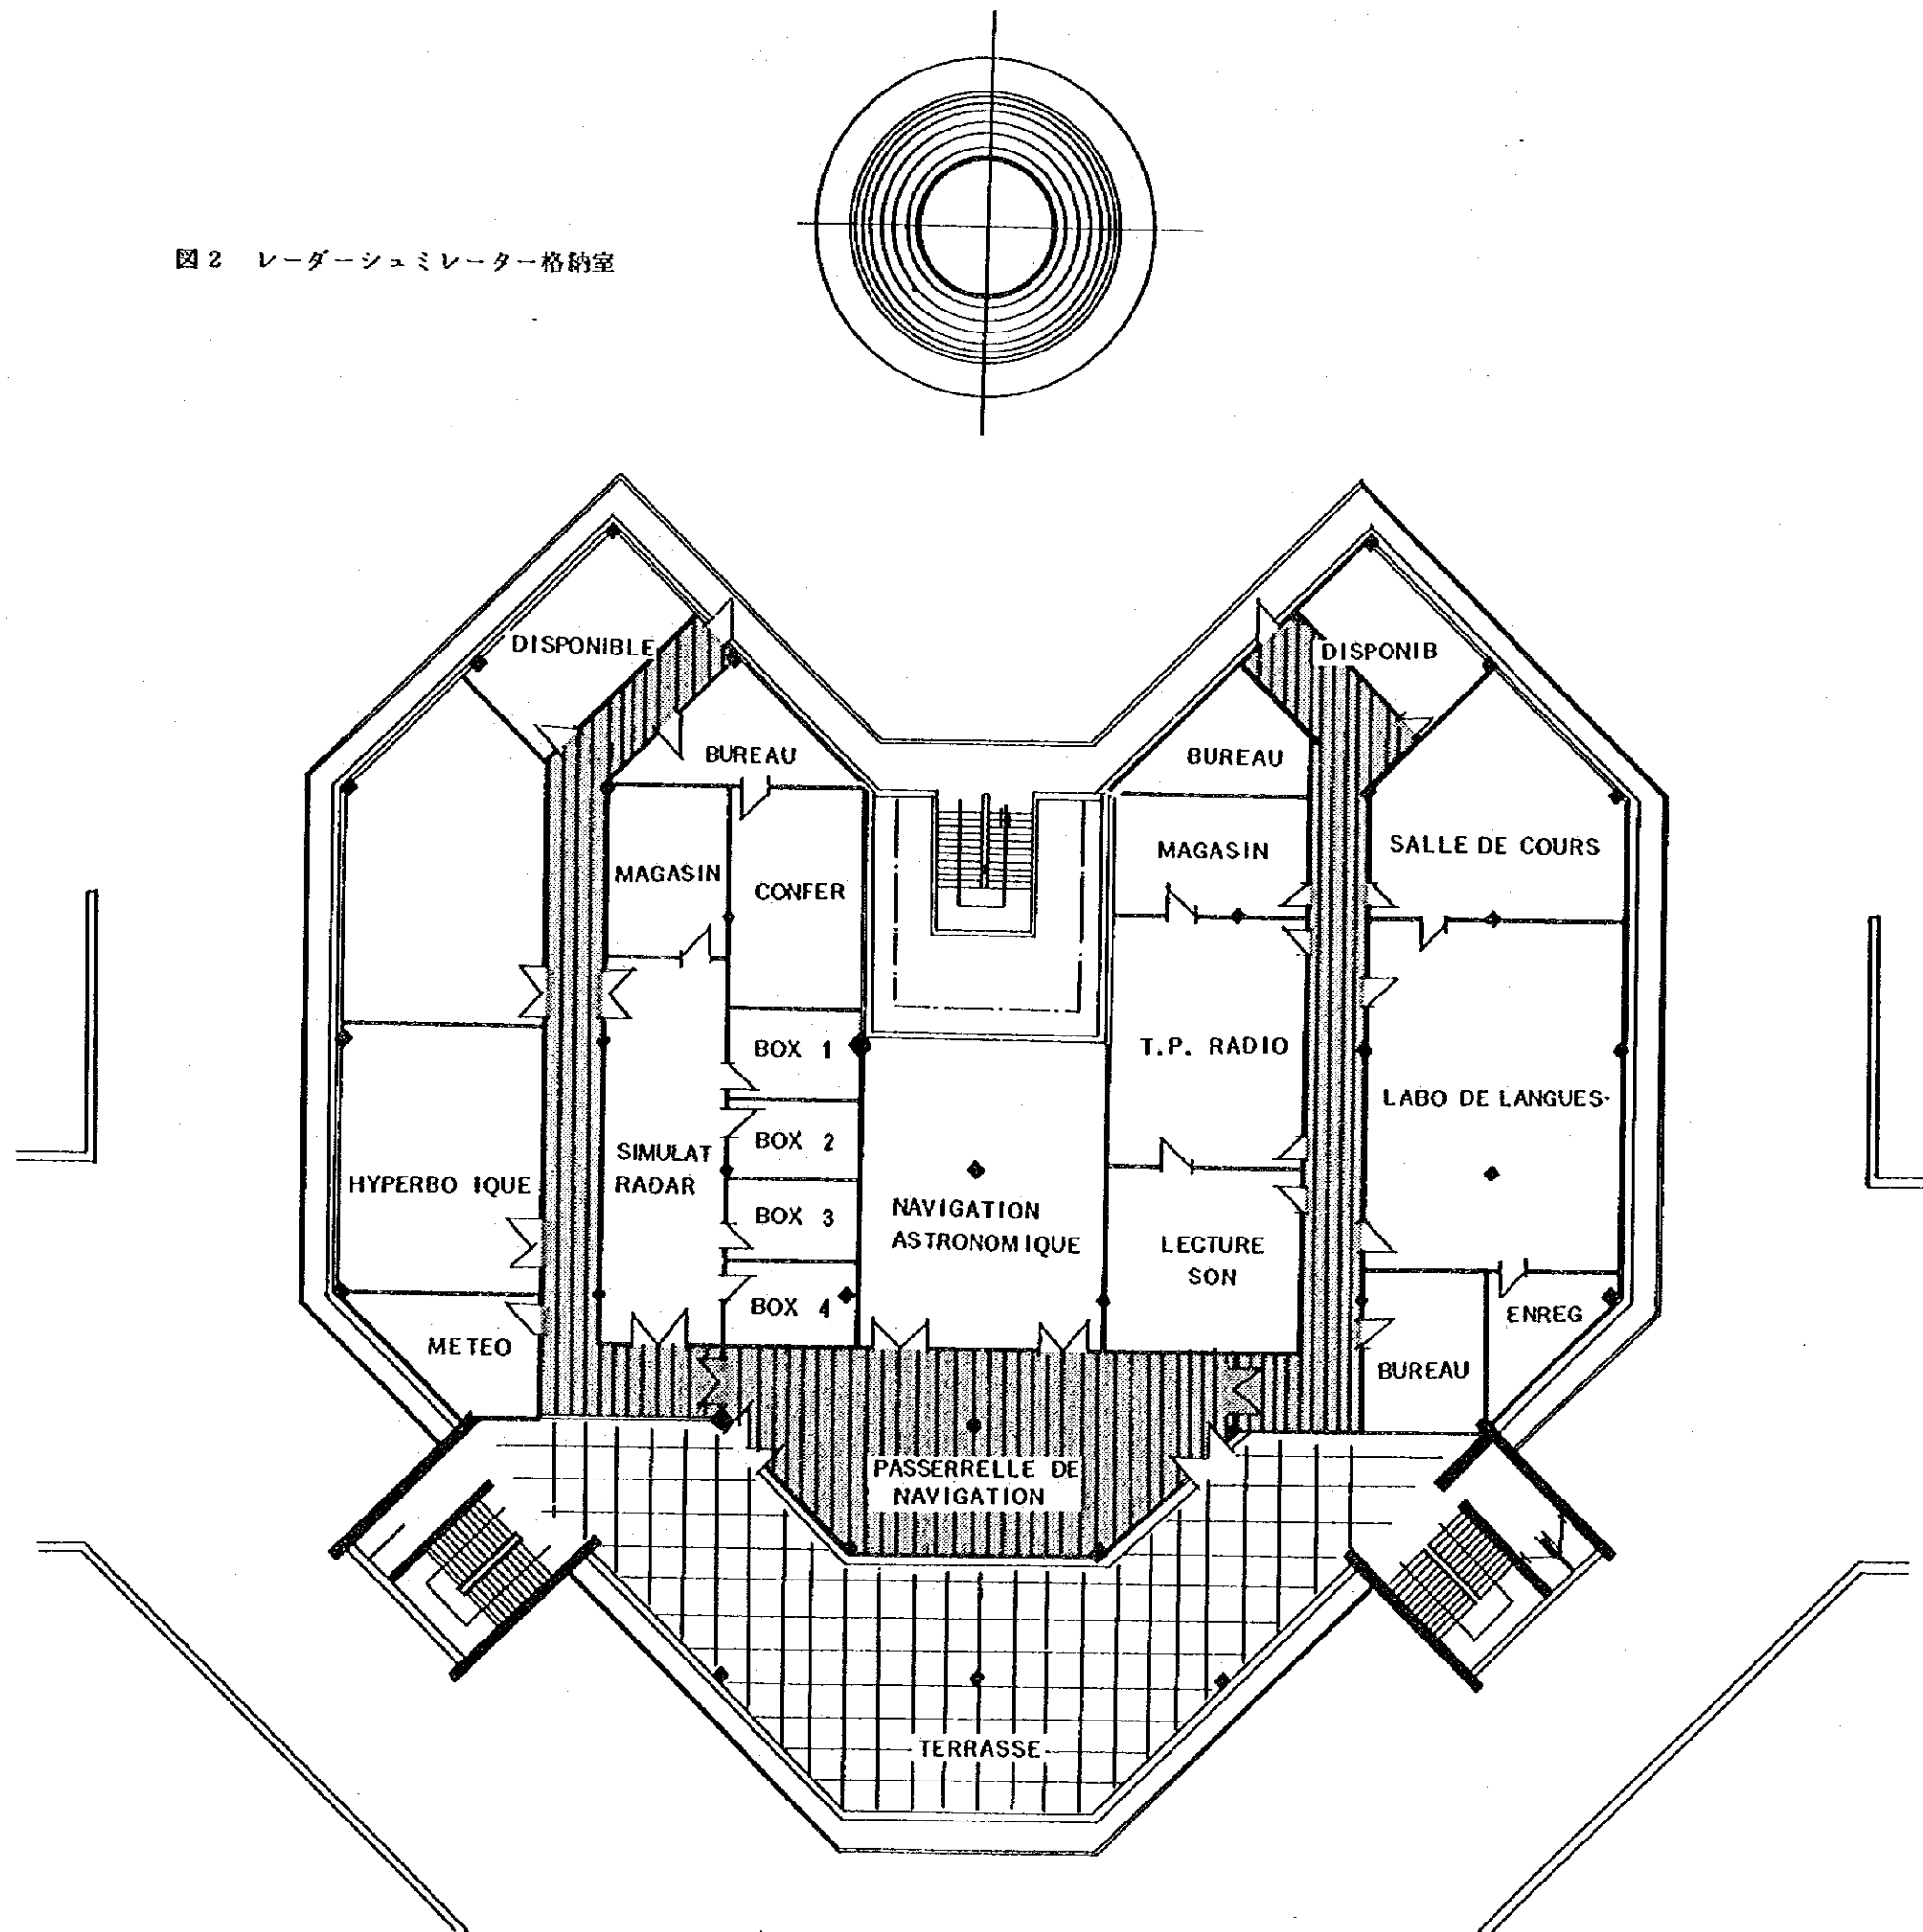 図2 レーダーシュミレーター格納室
DISPONIBLE
DISPONIB
BUREAU
BUREAU
MAGASIN
CONFER
MAGASIN
SALLE DE COURS
BOX 1
T.P. RADIO
BOX 2
LABO DE LANGUES
SIMULAT
RADAR
HYPERBO IQUE
BOX 3
NAVIGATION
ASTRONOMIQUE
LECTURE
SON
BOX 4
ENREG
METEO
BUREAU
PASSERRELLE DE
NAVIGATION
TERRASSE